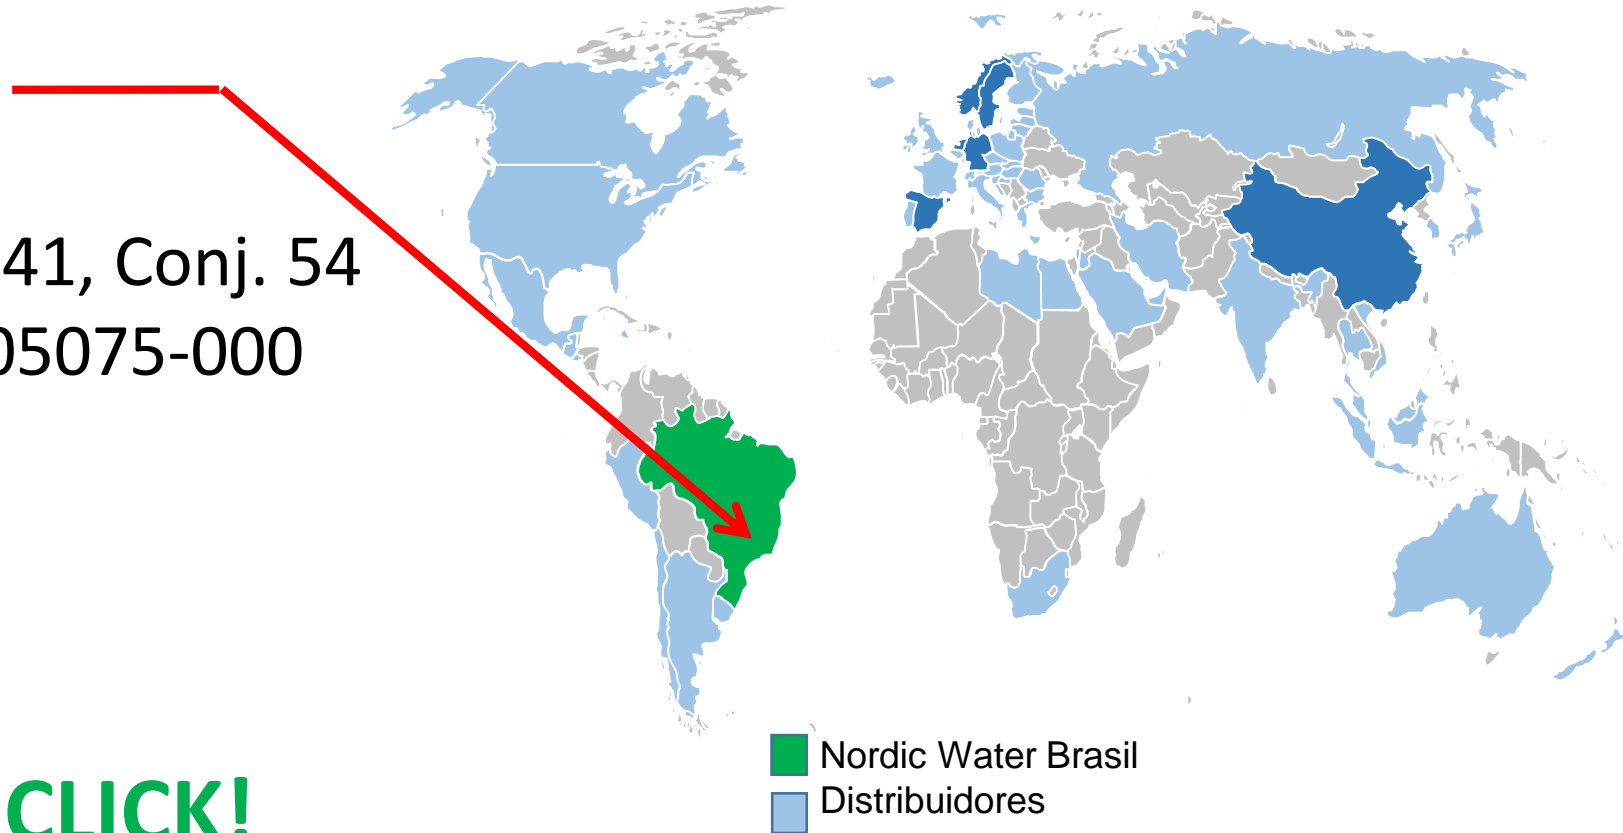 41, Conj. 54
05075-000
Nordic Water Brasil
Distribuidores
CLICK!